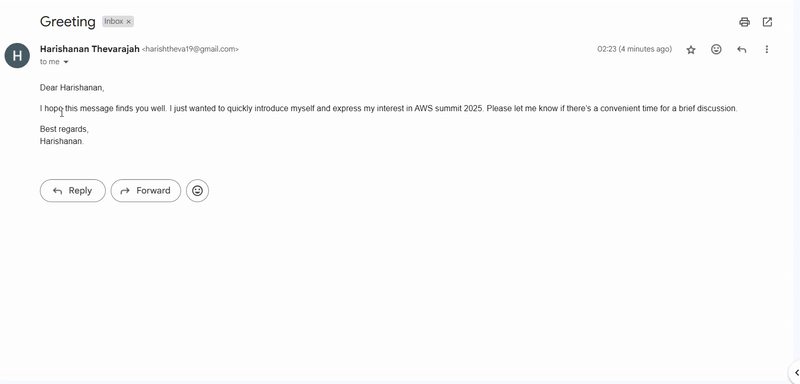 Greeting Inbox ×
Harishanan Thevarajah <harishtheva19@gmail.com> 02:23 (4 minutes ago)
to me
H
Dear Harishanan,
I hope this message finds you well. I just wanted to quickly introduce myself and express my interest in AWS summit 2025. Please let me know if there's a convenient time for a brief discussion.
Best regards,
Harishanan.
Reply Forward